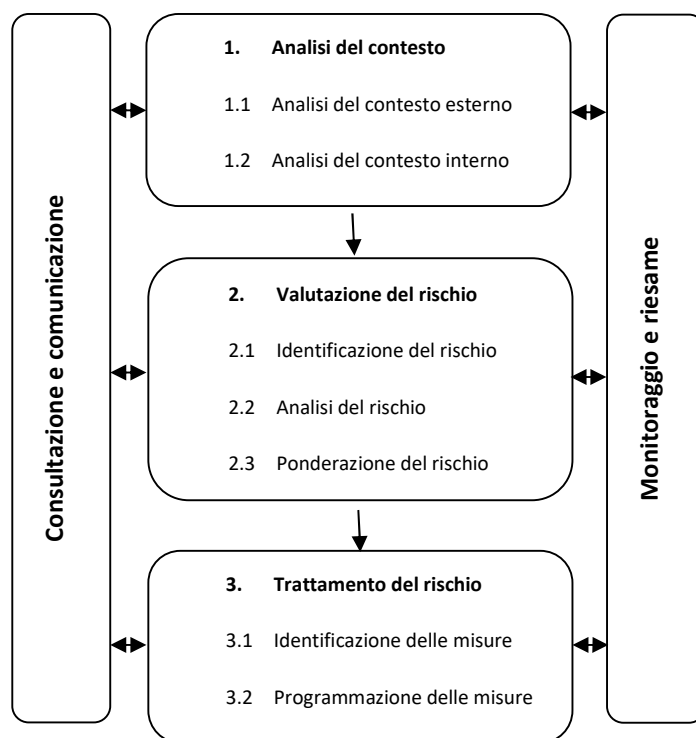 Consultazione e comunicazione
1. Analisi del contesto
1.1 Analisi del contesto esterno
1.2 Analisi del contesto interno
2. Valutazione del rischio
2.1 Identificazione del rischio
2.2 Analisi del rischio
2.3 Ponderazione del rischio
3. Trattamento del rischio
3.1 Identificazione delle misure
3.2 Programmazione delle misure
Monitoraggio e riesame